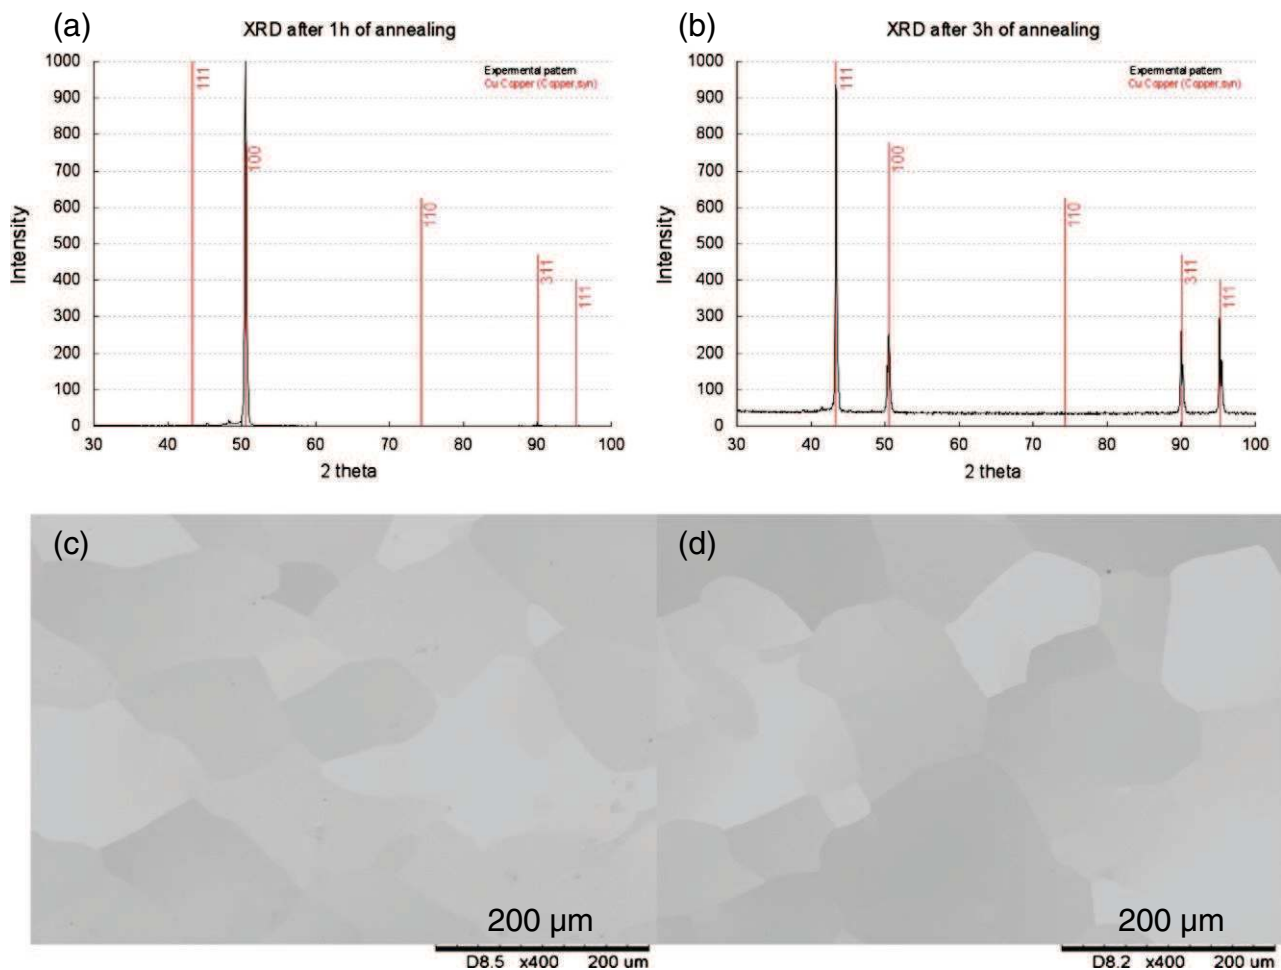 (a)
XRD after 1h of annealing
Expermental pattern
Cu Copper (Copper,syn)
111
100
110
311
111
Intensity
1000
900
800
700
600
500
400
300
200
100
0
30 40 50 60 70 80 90 100
2 theta
(b)
XRD after 3h of annealing
Expermental pattern
Cu Copper (Copper,syn)
111
100
110
311
111
Intensity
1000
900
800
700
600
500
400
300
200
100
0
30 40 50 60 70 80 90 100
2 theta
(c)
200 µm
D8.5 x400 200 um
(d)
200 µm
D8.2 x400 200 um